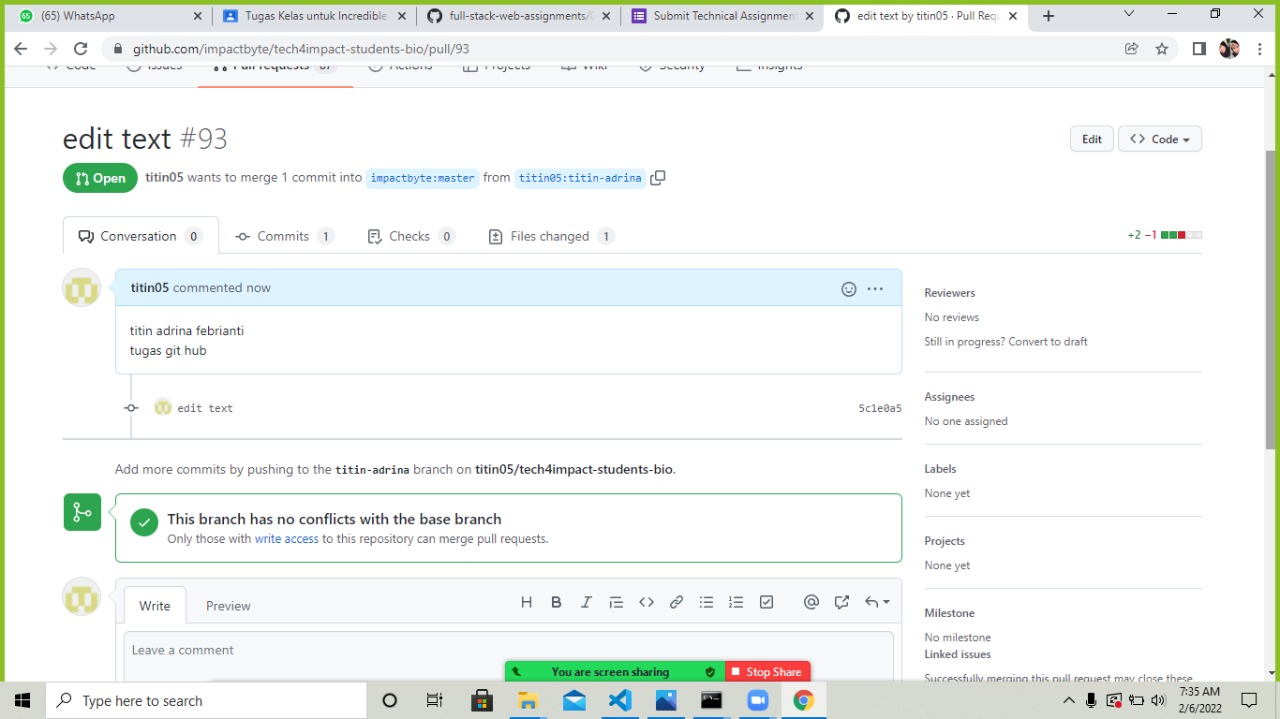 (65) WhatsApp
Tugas Kelas untuk Incredible
full-stack-web-assignments/
Submit Technical Assignment
edit text by titin05 · Pull Requ
github.com/impactbyte/tech4impact-students-bio/pull/93
Code
Issues
Pull requests 67
Actions
Projects
Wiki
Security
Insights
edit text #93
Edit
<> Code
Open
titin05 wants to merge 1 commit into impactbyte:master from titin05:titin-adrina
Conversation 0
Commits 1
Checks 0
Files changed 1
+2 −1
titin05 commented now
titin adrina febrianti
tugas git hub
edit text
5c1e0a5
Add more commits by pushing to the titin-adrina branch on titin05/tech4impact-students-bio.
This branch has no conflicts with the base branch
Only those with write access to this repository can merge pull requests.
Write
Preview
Leave a comment
Reviewers
No reviews
Still in progress? Convert to draft
Assignees
No one assigned
Labels
None yet
Projects
None yet
Milestone
No milestone
Linked issues
Successfully merging this pull request may close these
You are screen sharing
Stop Share
Type here to search
7:35 AM
2/6/2022